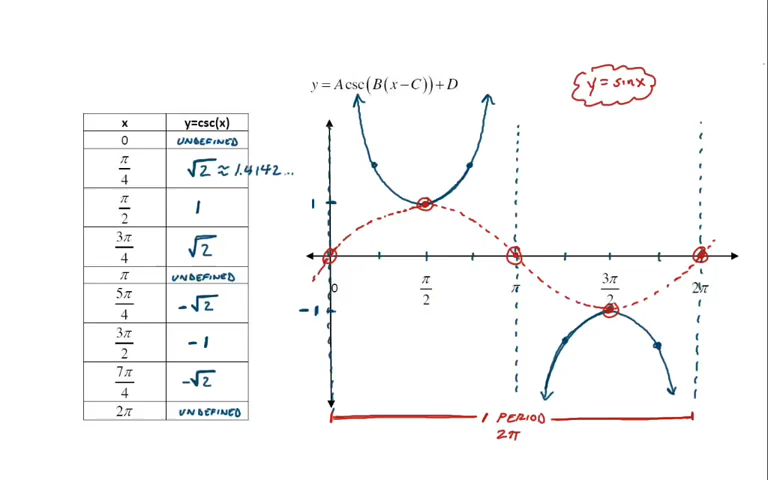 y = A csc(B(x−C))+D
y = sin x
x y=csc(x)
0 UNDEFINED
π/4 √2 ≈ 1.4142...
π/2 1
3π/4 √2
π UNDEFINED
5π/4 -√2
3π/2 -1
7π/4 -√2
2π UNDEFINED
1
-1
0 π/2 π 3π/2 2π
1 PERIOD
2π